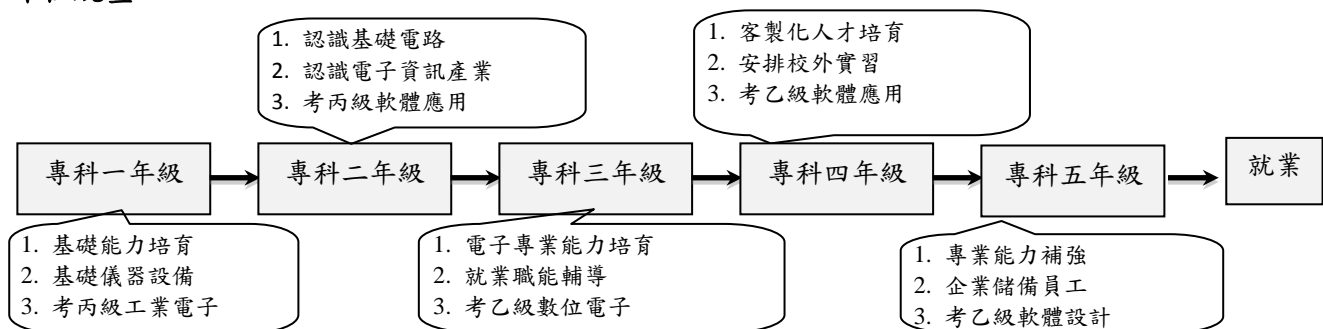 1. 認識基礎電路
2. 認識電子資訊產業
3. 考丙級軟體應用
1. 客製化人才培育
2. 安排校外實習
3. 考乙級軟體應用
專科一年級
專科二年級
專科三年級
專科四年級
專科五年級
就業
1. 基礎能力培育
2. 基礎儀器設備
3. 考丙級工業電子
1. 電子專業能力培育
2. 就業職能輔導
3. 考乙級數位電子
1. 專業能力補強
2. 企業儲備員工
3. 考乙級軟體設計